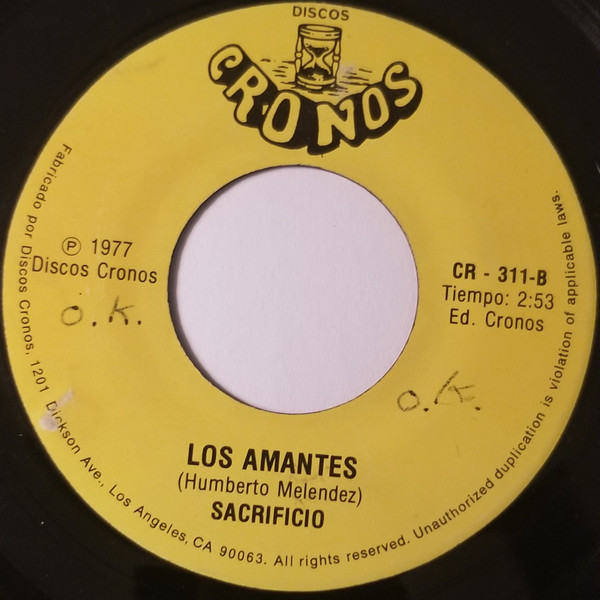 DISCOS
CRONOS
℗ 1977
Discos Cronos
CR - 311-B
Tiempo: 2:53
Ed. Cronos
O.K.
O.K.
LOS AMANTES
(Humberto Melendez)
SACRIFICIO
Fabricado por Discos Cronos, 1201 Dickson Ave., Los Angeles, CA 90063. All rights reserved. Unauthorized duplication is violation of applicable laws.